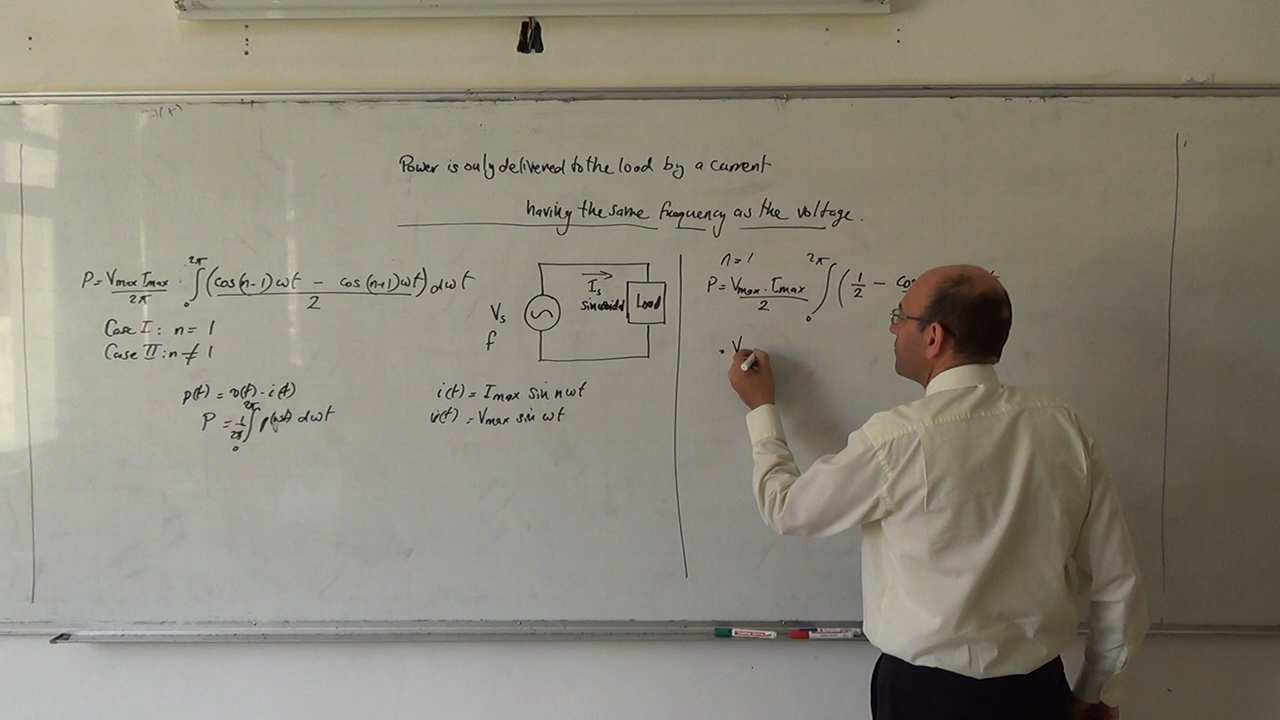 Power is only delivered to the load by a current
having the same frequency as the voltage.
P = Vmax Imax / 2π ∫₀^2π (cos(n-1)ωt - cos(n+1)ωt) / 2 dωt
Case I : n = 1
Case II : n ≠ 1
p(t) = v(t) · i(t)
P = 1/2π ∫₀^2π p(ωt) dωt
Vs
f
Is
sinusoid
Load
i(t) = Imax sin nωt
v(t) = Vmax sin ωt
n = 1
P = Vmax · Imax / 2 ∫₀^2π (1/2 - co
· V